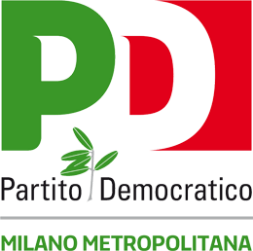 PD
Partito Democratico
MILANO METROPOLITANA